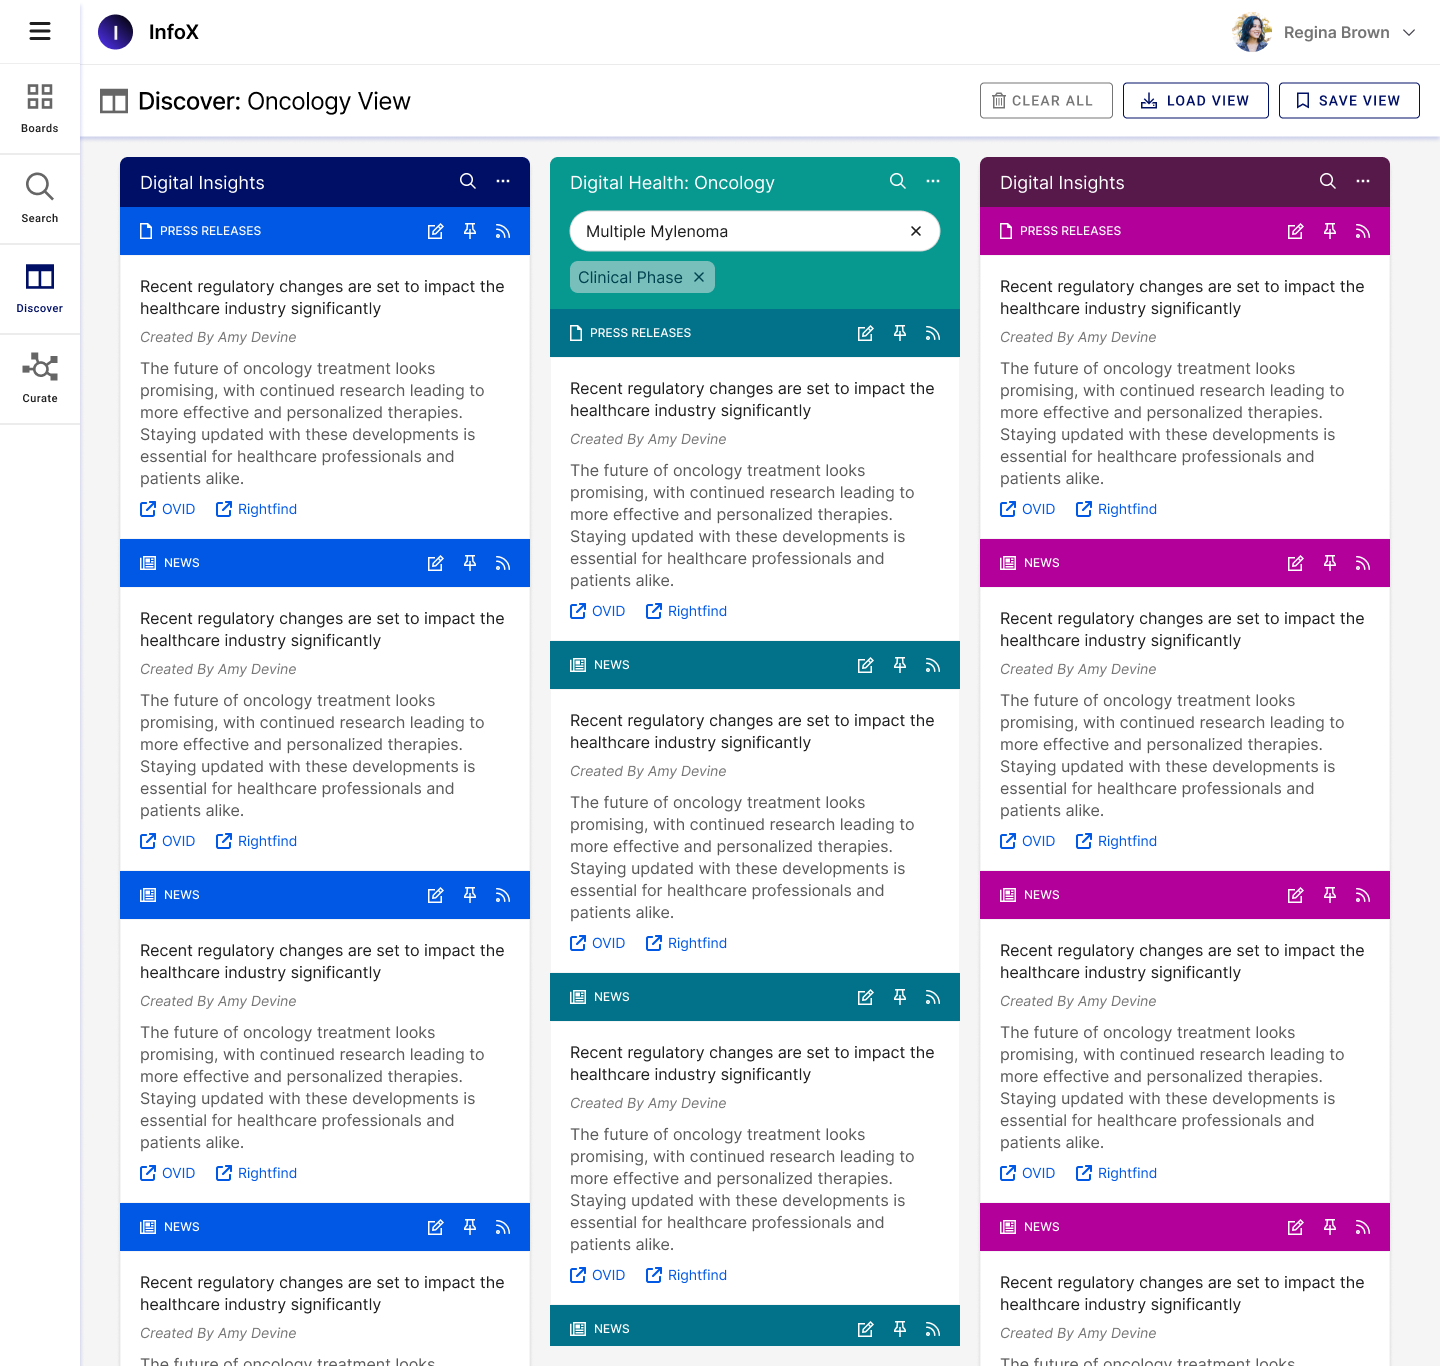 I InfoX
Regina Brown
Discover: Oncology View
CLEAR ALL
LOAD VIEW
SAVE VIEW
Boards
Search
Discover
Curate
Digital Insights
PRESS RELEASES
Recent regulatory changes are set to impact the
healthcare industry significantly
Created By Amy Devine
The future of oncology treatment looks
promising, with continued research leading to
more effective and personalized therapies.
Staying updated with these developments is
essential for healthcare professionals and
patients alike.
OVID Rightfind
NEWS
Recent regulatory changes are set to impact the
healthcare industry significantly
Created By Amy Devine
The future of oncology treatment looks
promising, with continued research leading to
more effective and personalized therapies.
Staying updated with these developments is
essential for healthcare professionals and
patients alike.
OVID Rightfind
NEWS
Recent regulatory changes are set to impact the
healthcare industry significantly
Created By Amy Devine
The future of oncology treatment looks
promising, with continued research leading to
more effective and personalized therapies.
Staying updated with these developments is
essential for healthcare professionals and
patients alike.
OVID Rightfind
NEWS
Recent regulatory changes are set to impact the
healthcare industry significantly
Created By Amy Devine
The future of oncology treatment looks
Digital Health: Oncology
Multiple Mylenoma
Clinical Phase
PRESS RELEASES
Recent regulatory changes are set to impact the
healthcare industry significantly
Created By Amy Devine
The future of oncology treatment looks
promising, with continued research leading to
more effective and personalized therapies.
Staying updated with these developments is
essential for healthcare professionals and
patients alike.
OVID Rightfind
NEWS
Recent regulatory changes are set to impact the
healthcare industry significantly
Created By Amy Devine
The future of oncology treatment looks
promising, with continued research leading to
more effective and personalized therapies.
Staying updated with these developments is
essential for healthcare professionals and
patients alike.
OVID Rightfind
NEWS
Recent regulatory changes are set to impact the
healthcare industry significantly
Created By Amy Devine
The future of oncology treatment looks
promising, with continued research leading to
more effective and personalized therapies.
Staying updated with these developments is
essential for healthcare professionals and
patients alike.
OVID Rightfind
NEWS
Digital Insights
PRESS RELEASES
Recent regulatory changes are set to impact the
healthcare industry significantly
Created By Amy Devine
The future of oncology treatment looks
promising, with continued research leading to
more effective and personalized therapies.
Staying updated with these developments is
essential for healthcare professionals and
patients alike.
OVID Rightfind
NEWS
Recent regulatory changes are set to impact the
healthcare industry significantly
Created By Amy Devine
The future of oncology treatment looks
promising, with continued research leading to
more effective and personalized therapies.
Staying updated with these developments is
essential for healthcare professionals and
patients alike.
OVID Rightfind
NEWS
Recent regulatory changes are set to impact the
healthcare industry significantly
Created By Amy Devine
The future of oncology treatment looks
promising, with continued research leading to
more effective and personalized therapies.
Staying updated with these developments is
essential for healthcare professionals and
patients alike.
OVID Rightfind
NEWS
Recent regulatory changes are set to impact the
healthcare industry significantly
Created By Amy Devine
The future of oncology treatment looks